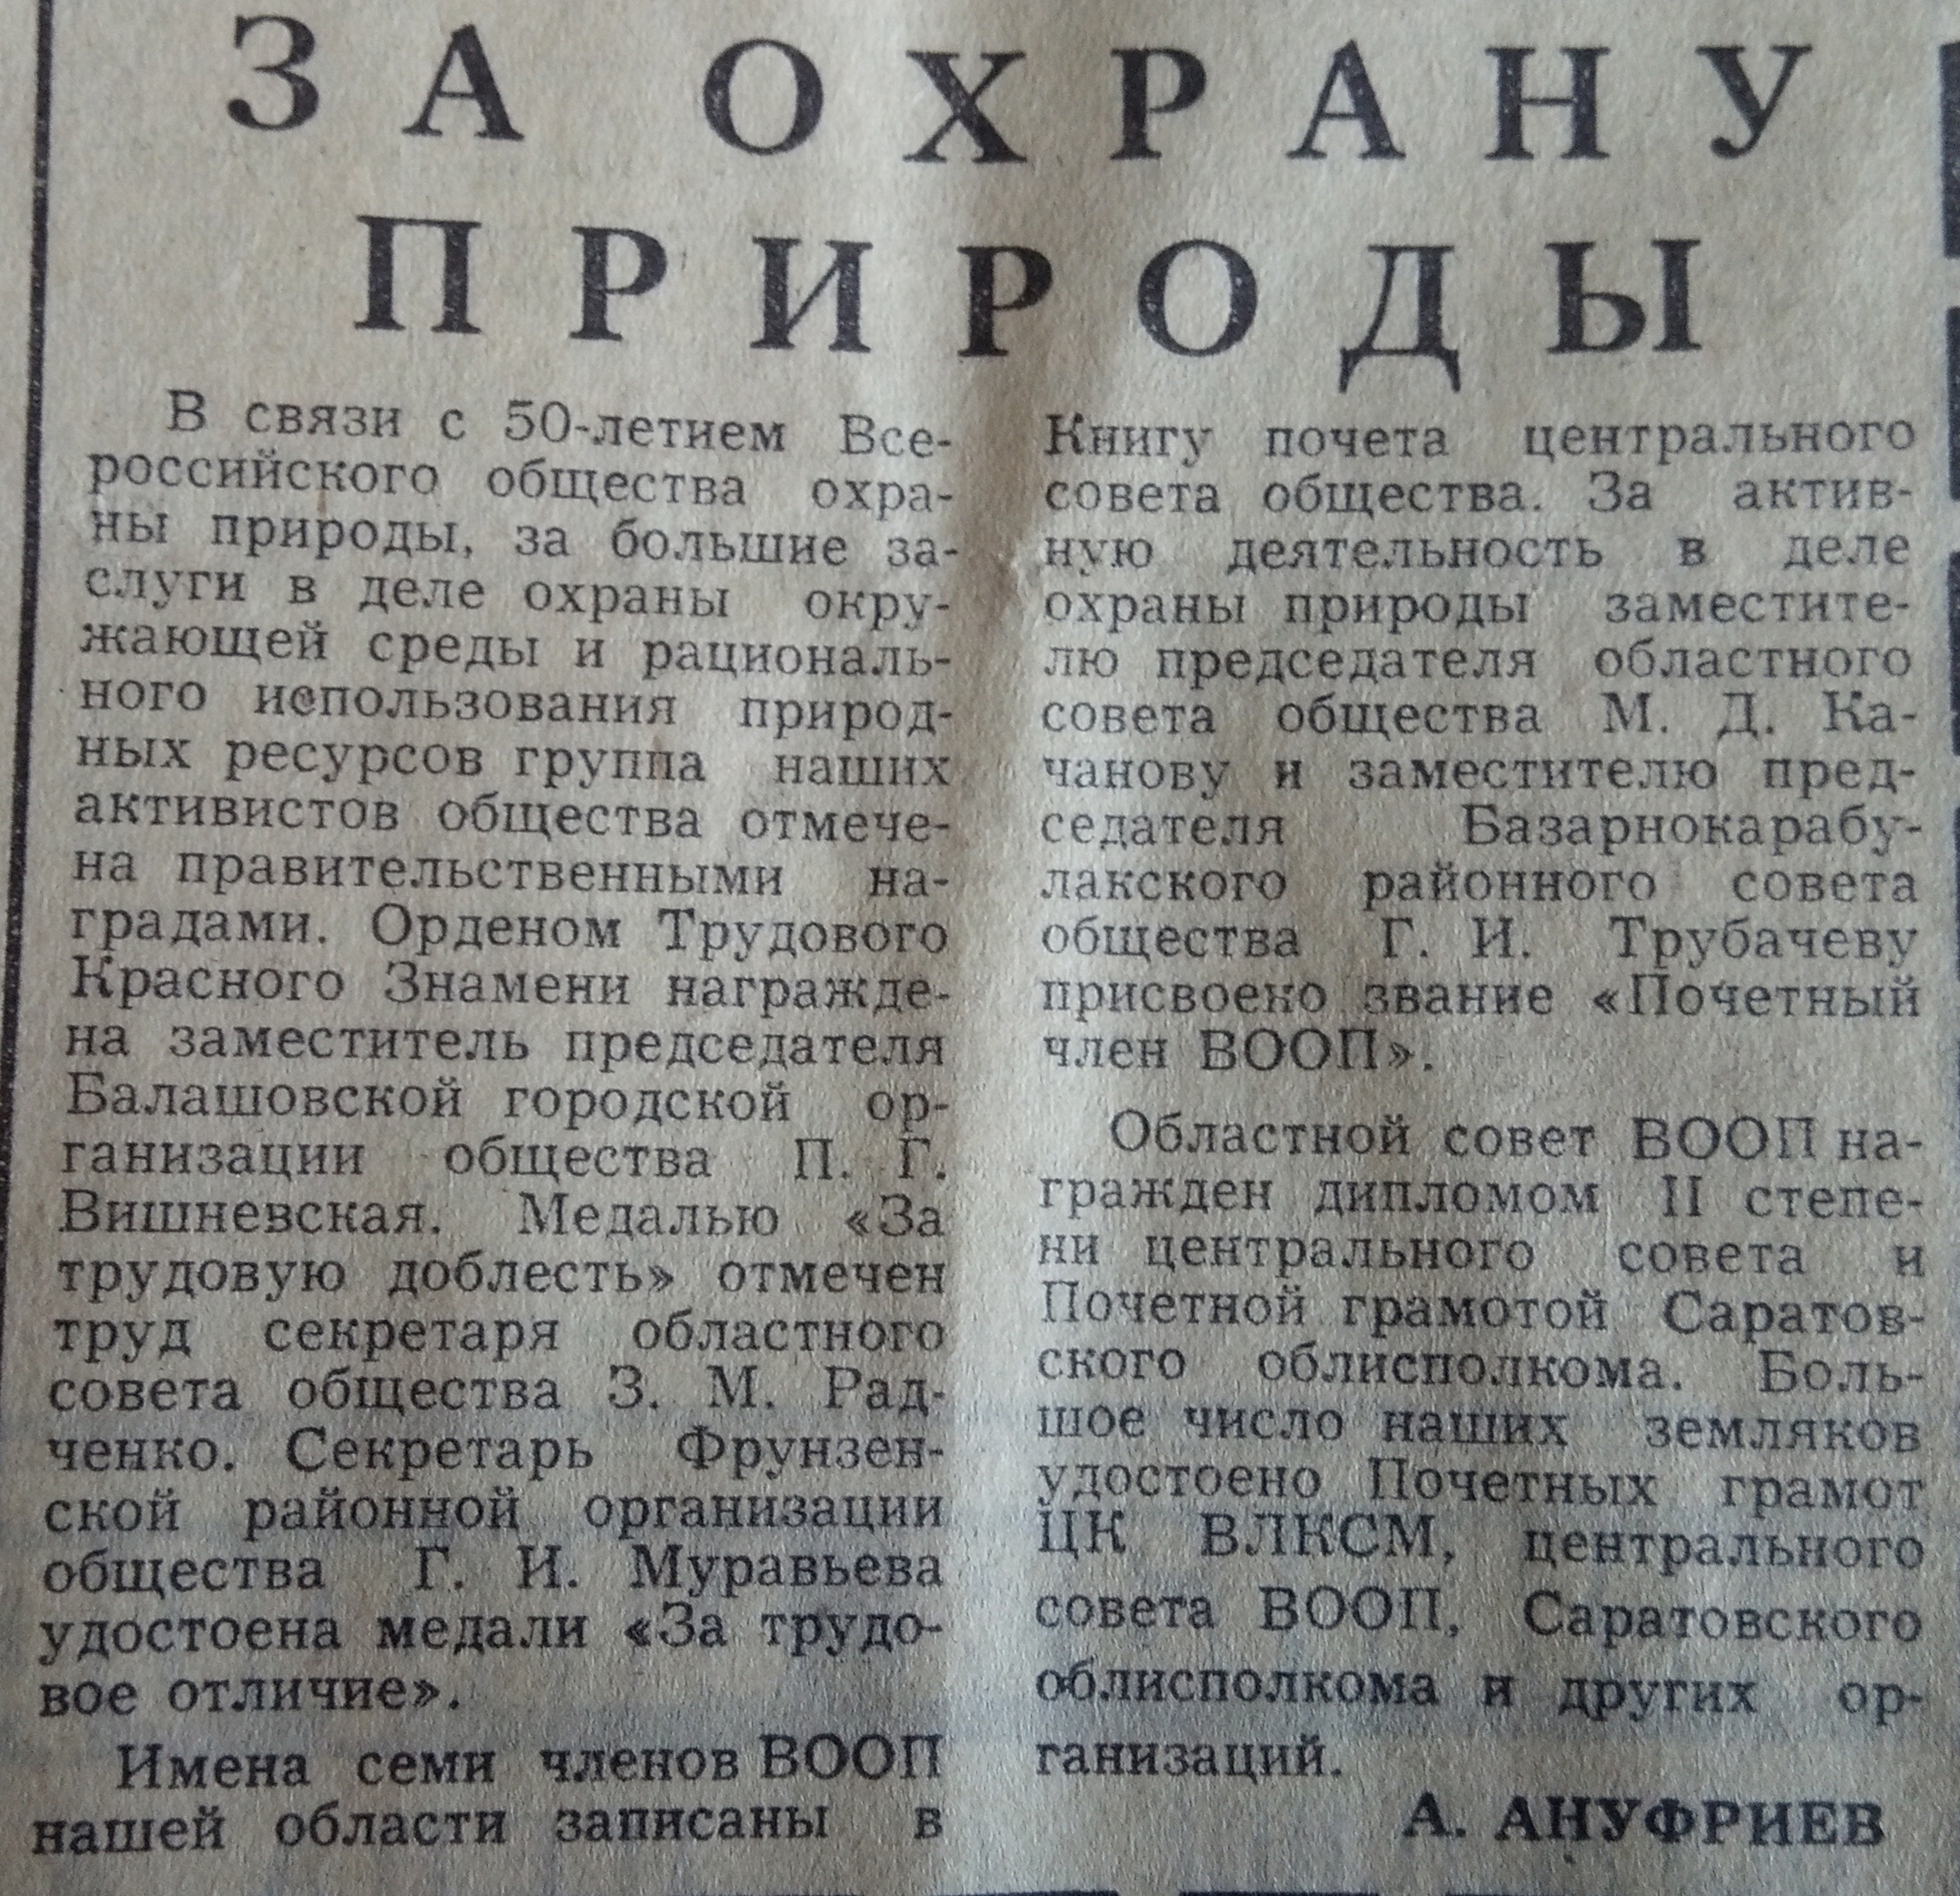 ЗА ОХРАНУ
ПРИРОДЫ
В связи с 50-летием Все-
российского общества охра-
ны природы, за большие за-
слуги в деле охраны окру-
жающей среды и рациональ-
ного использования природ-
ных ресурсов группа наших
активистов общества отмече-
на правительственными на-
градами. Орденом Трудового
Красного Знамени награжде-
на заместитель председателя
Балашовской городской ор-
ганизации общества П. Г.
Вишневская. Медалью «За
трудовую доблесть» отмечен
труд секретаря областного
совета общества З. М. Рад-
ченко. Секретарь Фрунзен-
ской районной организации
общества Г. И. Муравьева
удостоена медали «За трудо-
вое отличие».
Имена семи членов ВООП
нашей области записаны в
Книгу почета центрального
совета общества. За актив-
ную деятельность в деле
охраны природы заместите-
лю председателя областного
совета общества М. Д. Ка-
чанову и заместителю пред-
седателя Базарнокарабу-
лакского районного совета
общества Г. И. Трубачеву
присвоено звание «Почетный
член ВООП».
Областной совет ВООП на-
гражден дипломом II степе-
ни центрального совета и
Почетной грамотой Саратов-
ского облисполкома. Боль-
шое число наших земляков
удостоено Почетных грамот
ЦК ВЛКСМ, центрального
совета ВООП, Саратовского
облисполкома и других ор-
ганизаций.
А. АНУФРИЕВ